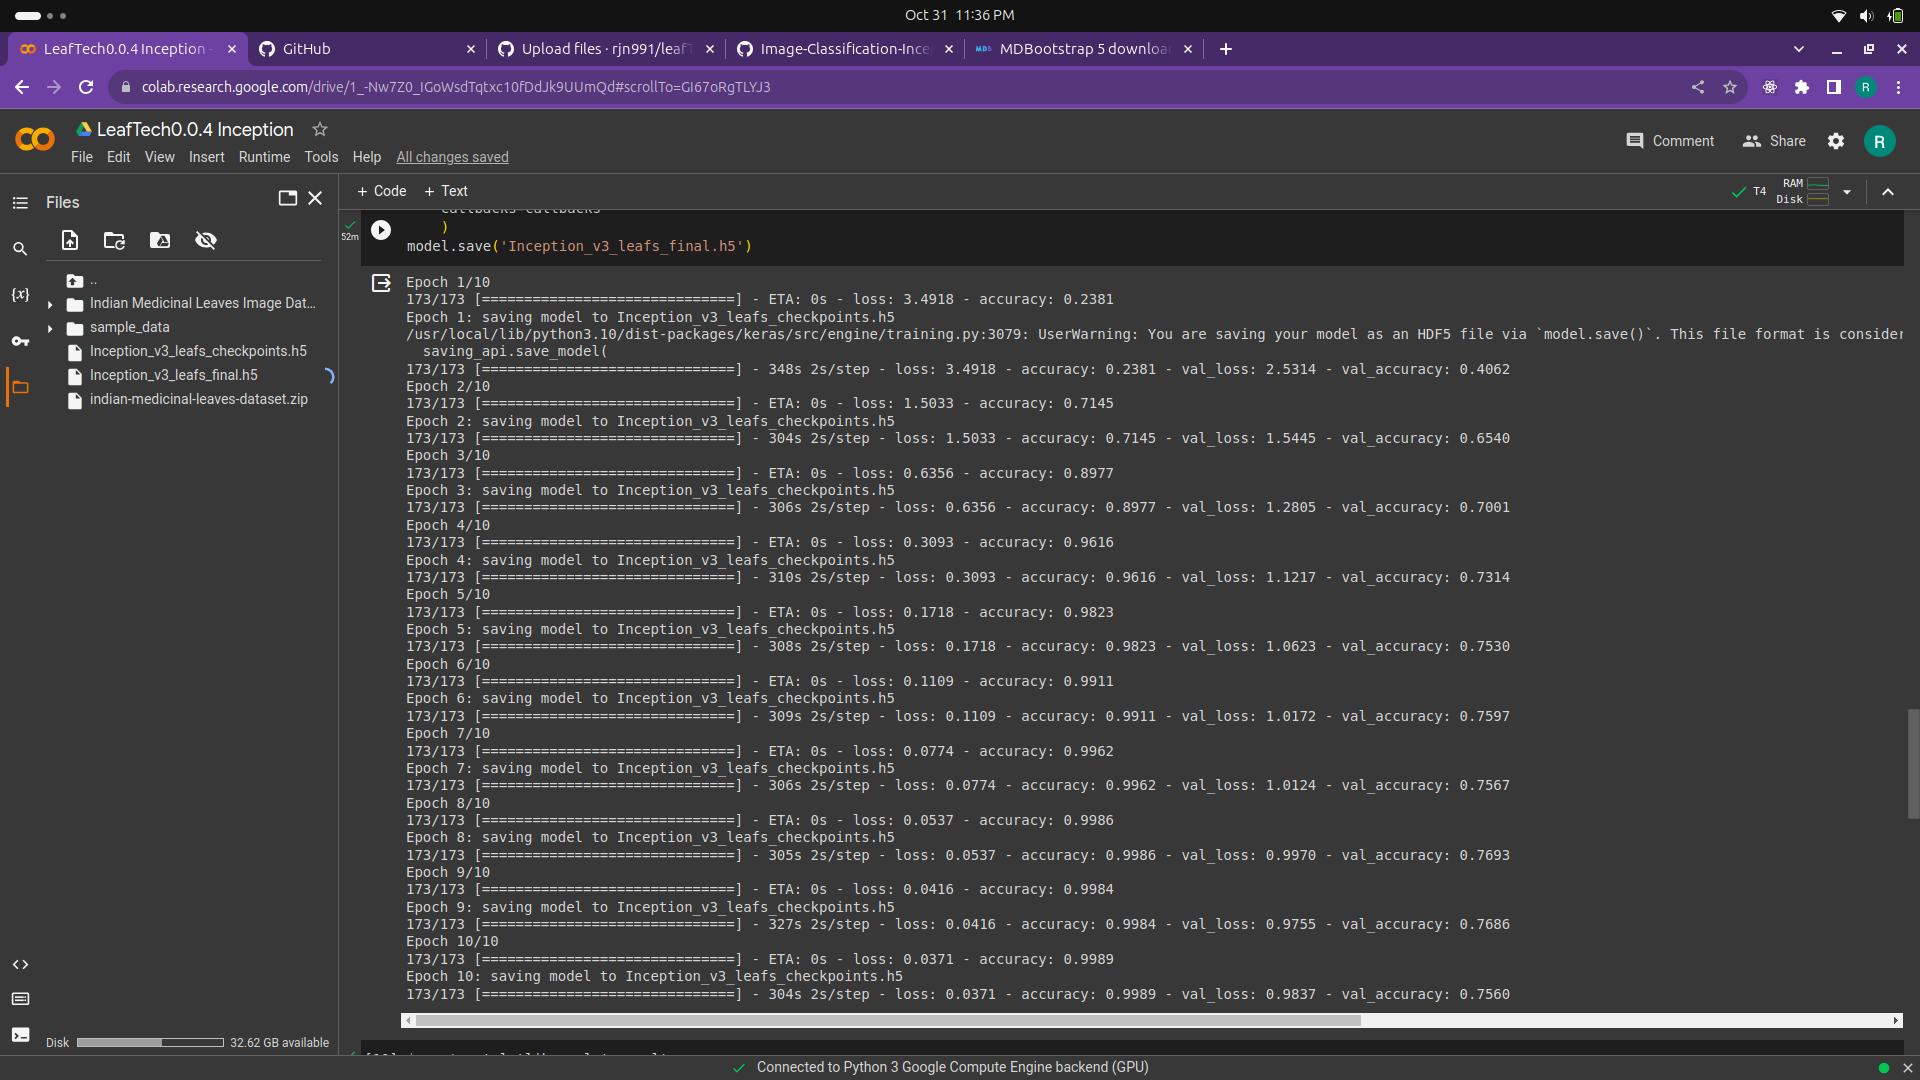 Oct 31 11:36 PM
LeafTech0.0.4 Inception -
GitHub
Upload files · rjn991/leafT
Image-Classification-Ince
MDB MDBootstrap 5 downloa
colab.research.google.com/drive/1_-Nw7Z0_IGoWsdTqtxc10fDdJk9UUmQd#scrollTo=GI67oRgTLYJ3
R
LeafTech0.0.4 Inception
File Edit View Insert Runtime Tools Help All changes saved
Comment Share R
Files
+ Code + Text
T4 RAM Disk
..
Indian Medicinal Leaves Image Dat...
sample_data
Inception_v3_leafs_checkpoints.h5
Inception_v3_leafs_final.h5
indian-medicinal-leaves-dataset.zip
{x}
52m
)
model.save('Inception_v3_leafs_final.h5')
Epoch 1/10
173/173 [==============================] - ETA: 0s - loss: 3.4918 - accuracy: 0.2381
Epoch 1: saving model to Inception_v3_leafs_checkpoints.h5
/usr/local/lib/python3.10/dist-packages/keras/src/engine/training.py:3079: UserWarning: You are saving your model as an HDF5 file via `model.save()`. This file format is consider
saving_api.save_model(
173/173 [==============================] - 348s 2s/step - loss: 3.4918 - accuracy: 0.2381 - val_loss: 2.5314 - val_accuracy: 0.4062
Epoch 2/10
173/173 [==============================] - ETA: 0s - loss: 1.5033 - accuracy: 0.7145
Epoch 2: saving model to Inception_v3_leafs_checkpoints.h5
173/173 [==============================] - 304s 2s/step - loss: 1.5033 - accuracy: 0.7145 - val_loss: 1.5445 - val_accuracy: 0.6540
Epoch 3/10
173/173 [==============================] - ETA: 0s - loss: 0.6356 - accuracy: 0.8977
Epoch 3: saving model to Inception_v3_leafs_checkpoints.h5
173/173 [==============================] - 306s 2s/step - loss: 0.6356 - accuracy: 0.8977 - val_loss: 1.2805 - val_accuracy: 0.7001
Epoch 4/10
173/173 [==============================] - ETA: 0s - loss: 0.3093 - accuracy: 0.9616
Epoch 4: saving model to Inception_v3_leafs_checkpoints.h5
173/173 [==============================] - 310s 2s/step - loss: 0.3093 - accuracy: 0.9616 - val_loss: 1.1217 - val_accuracy: 0.7314
Epoch 5/10
173/173 [==============================] - ETA: 0s - loss: 0.1718 - accuracy: 0.9823
Epoch 5: saving model to Inception_v3_leafs_checkpoints.h5
173/173 [==============================] - 308s 2s/step - loss: 0.1718 - accuracy: 0.9823 - val_loss: 1.0623 - val_accuracy: 0.7530
Epoch 6/10
173/173 [==============================] - ETA: 0s - loss: 0.1109 - accuracy: 0.9911
Epoch 6: saving model to Inception_v3_leafs_checkpoints.h5
173/173 [==============================] - 309s 2s/step - loss: 0.1109 - accuracy: 0.9911 - val_loss: 1.0172 - val_accuracy: 0.7597
Epoch 7/10
173/173 [==============================] - ETA: 0s - loss: 0.0774 - accuracy: 0.9962
Epoch 7: saving model to Inception_v3_leafs_checkpoints.h5
173/173 [==============================] - 306s 2s/step - loss: 0.0774 - accuracy: 0.9962 - val_loss: 1.0124 - val_accuracy: 0.7567
Epoch 8/10
173/173 [==============================] - ETA: 0s - loss: 0.0537 - accuracy: 0.9986
Epoch 8: saving model to Inception_v3_leafs_checkpoints.h5
173/173 [==============================] - 305s 2s/step - loss: 0.0537 - accuracy: 0.9986 - val_loss: 0.9970 - val_accuracy: 0.7693
Epoch 9/10
173/173 [==============================] - ETA: 0s - loss: 0.0416 - accuracy: 0.9984
Epoch 9: saving model to Inception_v3_leafs_checkpoints.h5
173/173 [==============================] - 327s 2s/step - loss: 0.0416 - accuracy: 0.9984 - val_loss: 0.9755 - val_accuracy: 0.7686
Epoch 10/10
173/173 [==============================] - ETA: 0s - loss: 0.0371 - accuracy: 0.9989
Epoch 10: saving model to Inception_v3_leafs_checkpoints.h5
173/173 [==============================] - 304s 2s/step - loss: 0.0371 - accuracy: 0.9989 - val_loss: 0.9837 - val_accuracy: 0.7560
Disk 32.62 GB available
Connected to Python 3 Google Compute Engine backend (GPU)